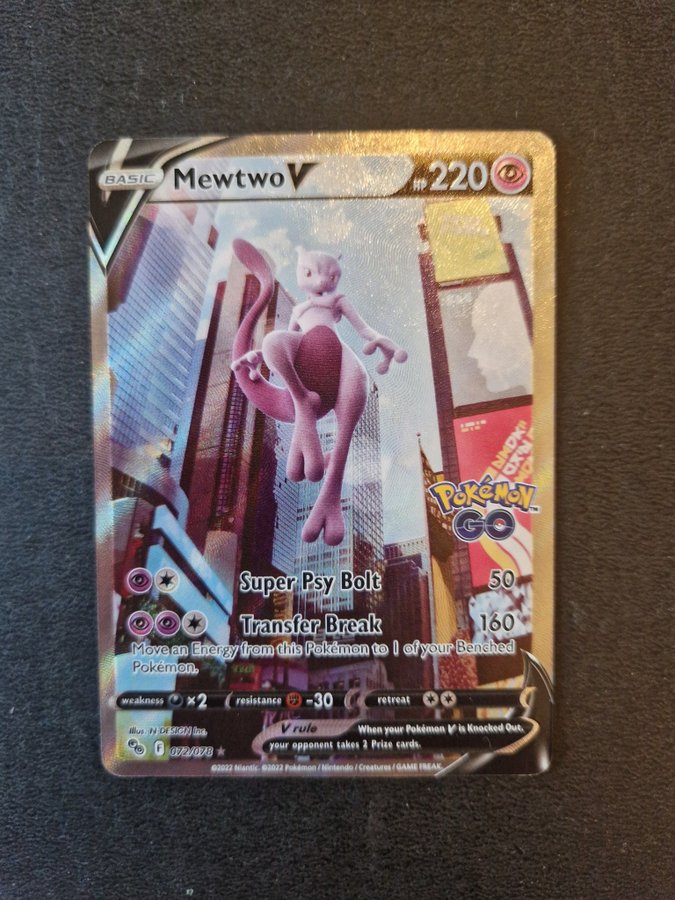 BASIC Mewtwo V HP 220
Pokémon
GO
Super Psy Bolt 50
Transfer Break 160
Move an Energy from this Pokémon to 1 of your Benched
Pokémon.
weakness ×2 resistance -30 retreat
Illus. N-DESIGN Inc.
V rule When your Pokémon V is Knocked Out,
your opponent takes 2 Prize cards.
F 072/078
©2022 Niantic. ©2022 Pokémon / Nintendo / Creatures / GAME FREAK.